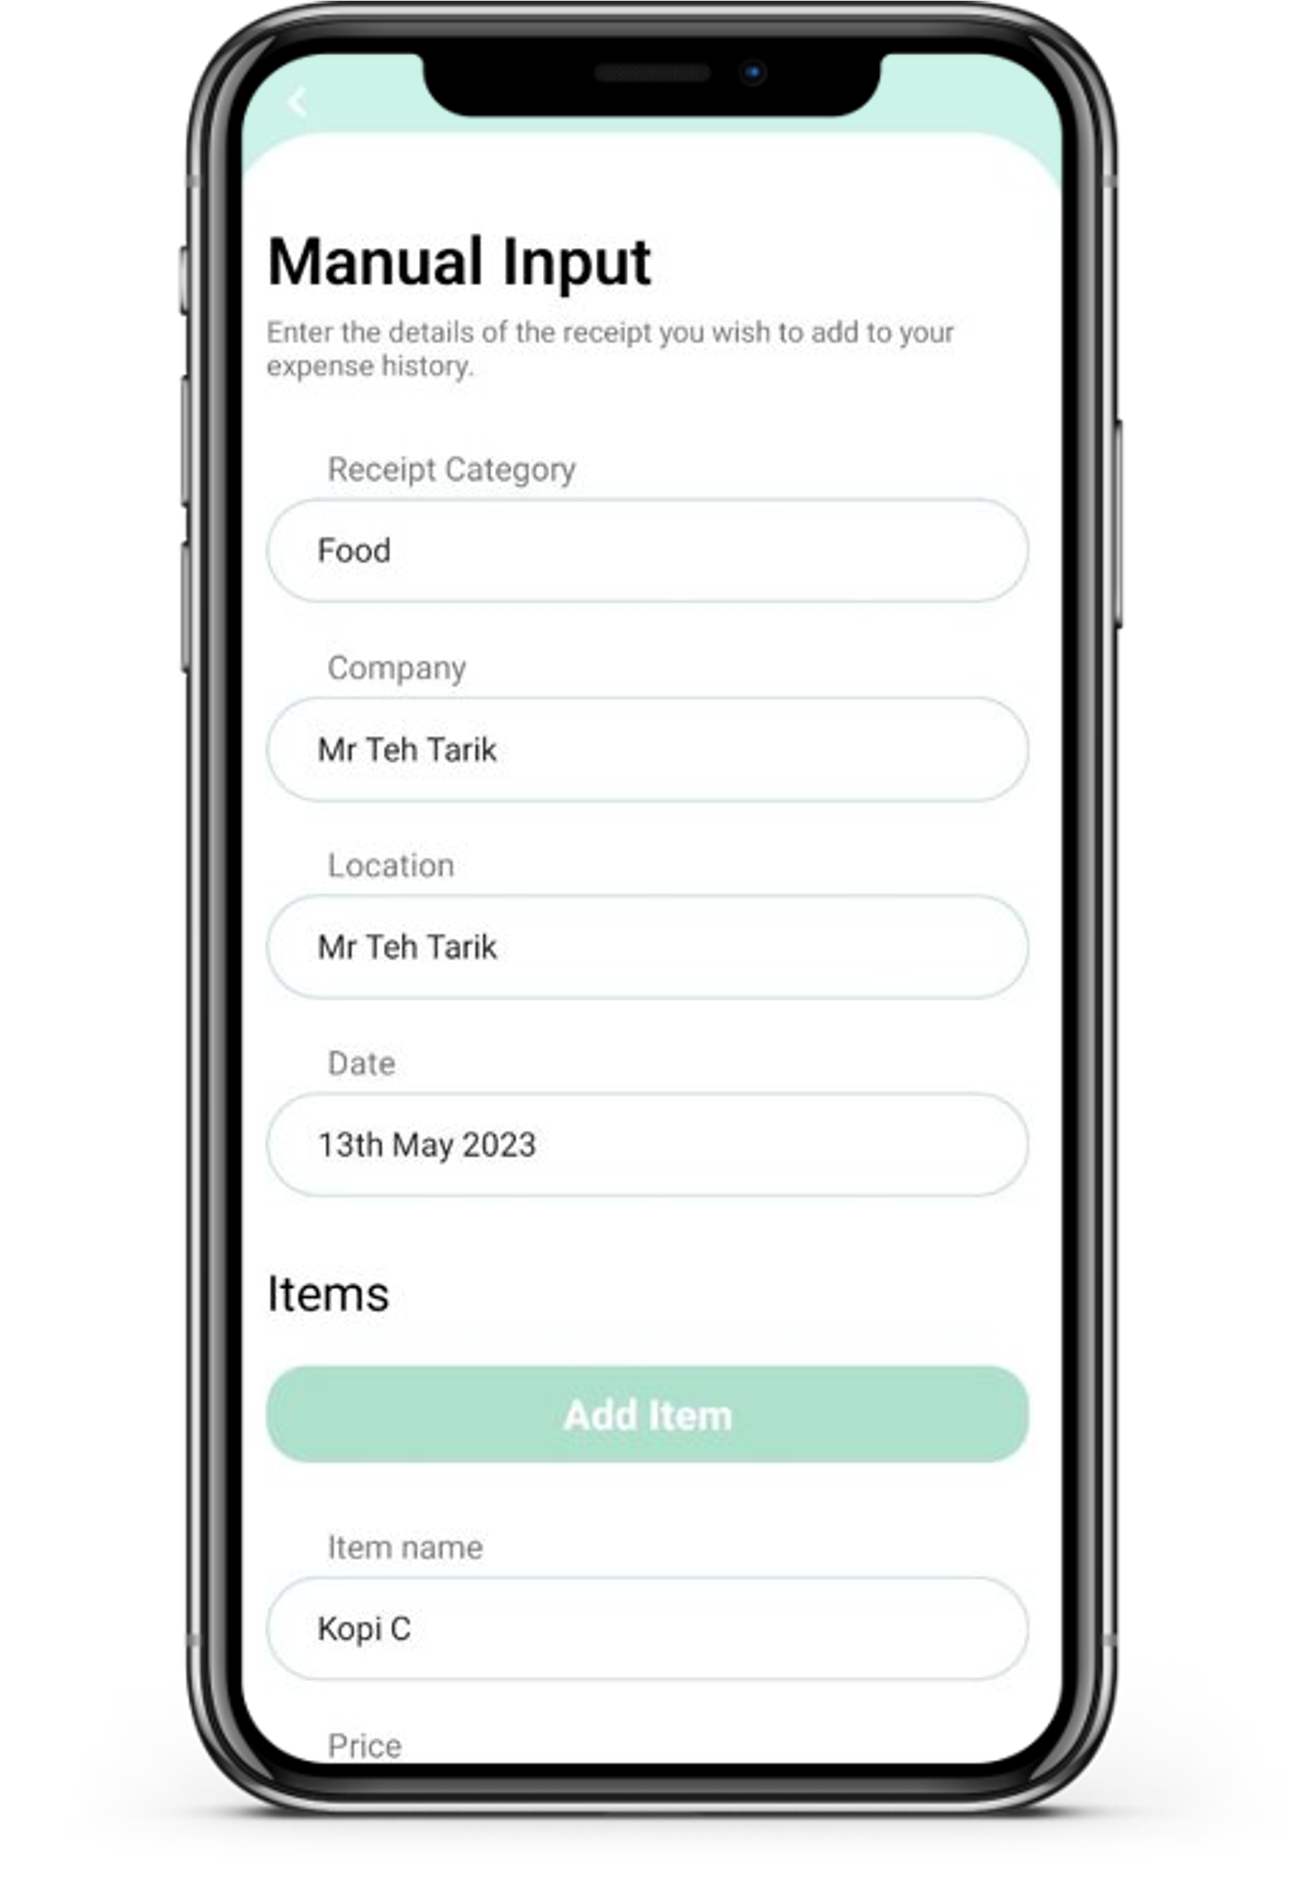 Manual Input
Enter the details of the receipt you wish to add to your
expense history.
Receipt Category
Food
Company
Mr Teh Tarik
Location
Mr Teh Tarik
Date
13th May 2023
Items
Add Item
Item name
Kopi C
Price